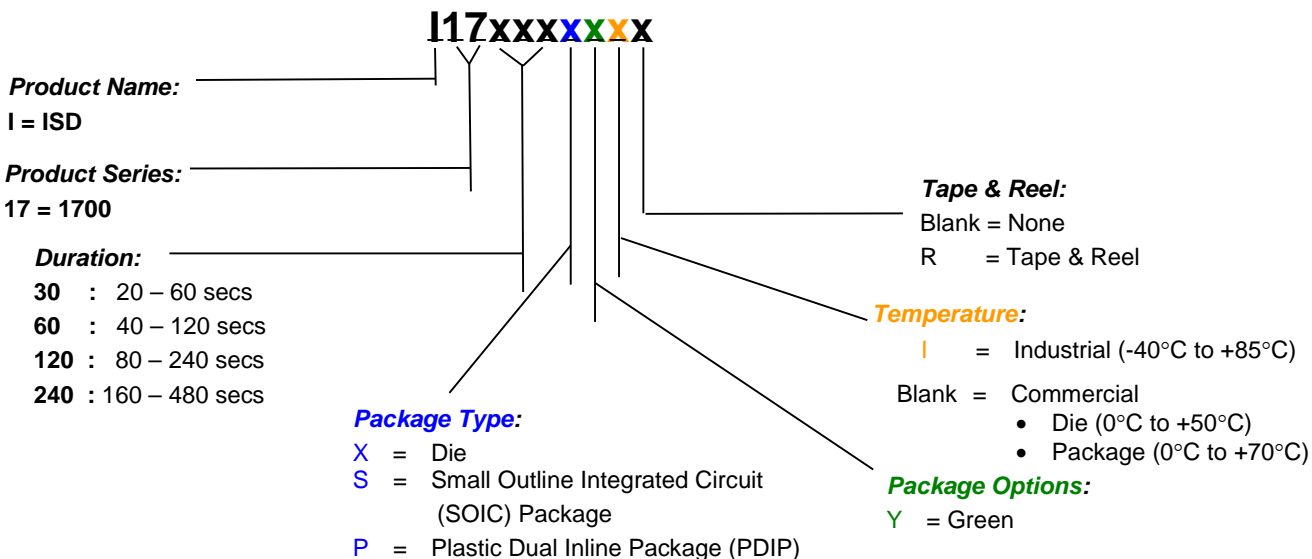 I17xxxxxxx
Product Name:
I = ISD
Product Series:
17 = 1700
Duration:
30 : 20 – 60 secs
60 : 40 – 120 secs
120 : 80 – 240 secs
240 : 160 – 480 secs
Package Type:
X = Die
S = Small Outline Integrated Circuit
(SOIC) Package
P = Plastic Dual Inline Package (PDIP)
Tape & Reel:
Blank = None
R = Tape & Reel
Temperature:
I = Industrial (-40°C to +85°C)
Blank = Commercial
• Die (0°C to +50°C)
• Package (0°C to +70°C)
Package Options:
Y = Green